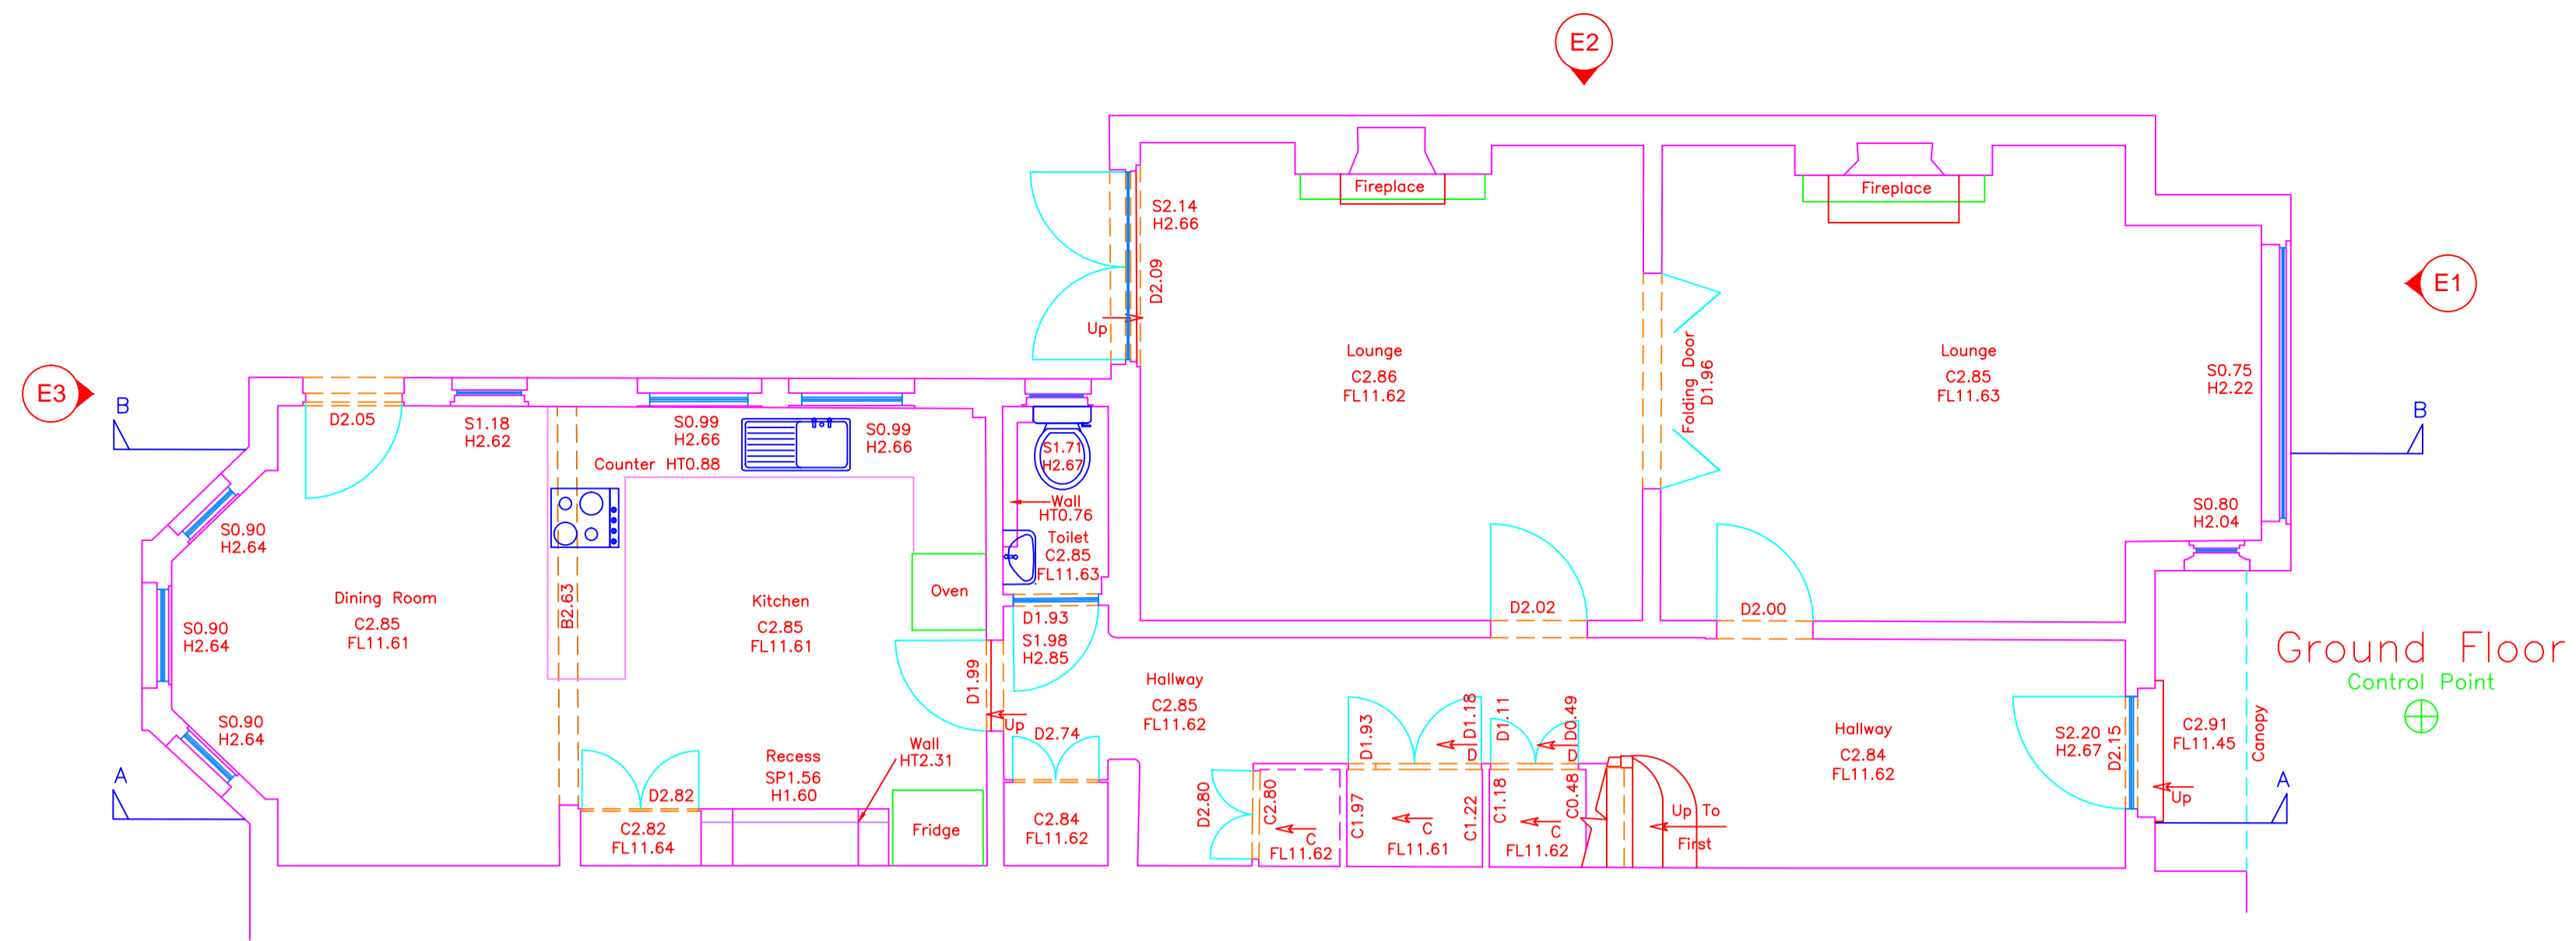 E2
E1
E3
B
B
A
A
Ground Floor
Control Point
Fireplace
Fireplace
S2.14
H2.66
D2.09
Up
Lounge
C2.86
FL11.62
Folding Door
D1.96
Lounge
C2.85
FL11.63
S0.75
H2.22
S0.80
H2.04
D2.02
D2.00
D2.05
S1.18
H2.62
S0.99
H2.66
S0.99
H2.66
Counter HT0.88
S1.71
H2.67
Wall
HT0.76
Toilet
C2.85
FL11.63
D1.93
S1.98
H2.85
S0.90
H2.64
S0.90
H2.64
S0.90
H2.64
Dining Room
C2.85
FL11.61
B2.63
Kitchen
C2.85
FL11.61
Oven
D1.99
Up
D2.74
Recess
SP1.56
H1.60
Wall
HT2.31
D2.82
C2.82
FL11.64
Fridge
C2.84
FL11.62
Hallway
C2.85
FL11.62
D2.80
C2.80
C
FL11.62
D1.93
D1.18
D
C1.97
C1.22
C
FL11.61
D1.11
D0.49
D
C1.18
C0.48
C
FL11.62
Up To
First
Hallway
C2.84
FL11.62
S2.20
H2.67
D2.15
Up
C2.91
FL11.45
Canopy